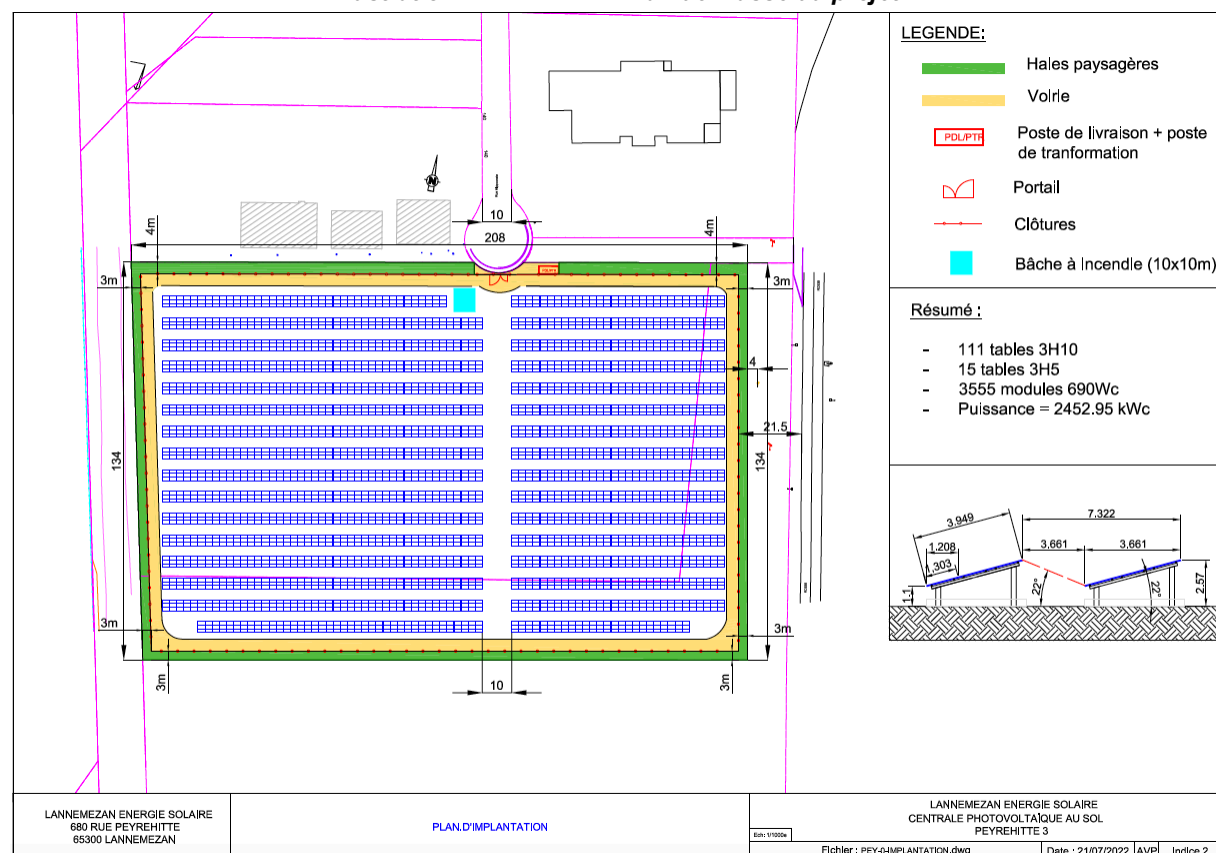 LEGENDE:
Haies paysagères
Voirie
PDL/PTR
Poste de livraison + poste
de tranformation
Portail
Clôtures
Bâche à Incendie (10x10m)
Résumé :
- 111 tables 3H10
- 15 tables 3H5
- 3555 modules 690Wc
- Puissance = 2452.95 kWc
N
10
208
4m
4m
3m
3m
4
21.5
134
134
3m
3m
3m
3m
10
3.949
7.322
1.208
3.661
3.661
1,303
1.1
22°
22°
2.57
LANNEMEZAN ENERGIE SOLAIRE
680 RUE PEYREHITTE
65300 LANNEMEZAN
PLAN.D'IMPLANTATION
LANNEMEZAN ENERGIE SOLAIRE
CENTRALE PHOTOVOLTAÏQUE AU SOL
PEYREHITTE 3
Ech: 1/1000e
Fichier : PEY-0-IMPLANTATION.dwg
Date : 21/07/2022
AVP
Indice 2